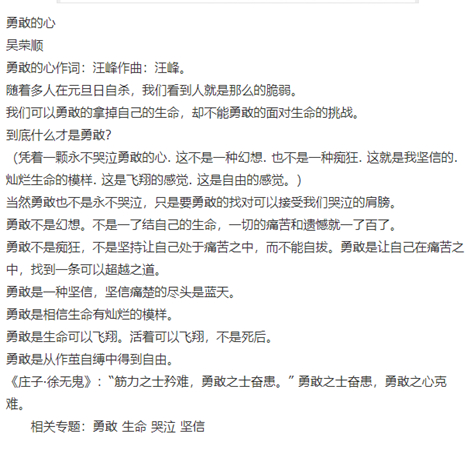 勇敢的心
吴荣顺
勇敢的心作词：汪峰作曲：汪峰。
随着多人在元旦日自杀，我们看到人就是那么的脆弱。
我们可以勇敢的拿掉自己的生命，却不能勇敢的面对生命的挑战。
到底什么才是勇敢？
（凭着一颗永不哭泣勇敢的心. 这不是一种幻想. 也不是一种痴狂. 这就是我坚信的.
灿烂生命的模样. 这是飞翔的感觉. 这是自由的感觉。）
当然勇敢也不是永不哭泣，只是要勇敢的找对可以接受我们哭泣的肩膀。
勇敢不是幻想。不是一了结自己的生命，一切的痛苦和遗憾就一了百了。
勇敢不是痴狂，不是坚持让自己处于痛苦之中，而不能自拔。勇敢是让自己在痛苦之
中，找到一条可以超越之道。
勇敢是一种坚信，坚信痛楚的尽头是蓝天。
勇敢是相信生命有灿烂的模样。
勇敢是生命可以飞翔。活着可以飞翔，不是死后。
勇敢是从作茧自缚中得到自由。
《庄子·徐无鬼》：“筋力之士矜难，勇敢之士奋患。”勇敢之士奋患，勇敢之心克
难。
相关专题：勇敢 生命 哭泣 坚信